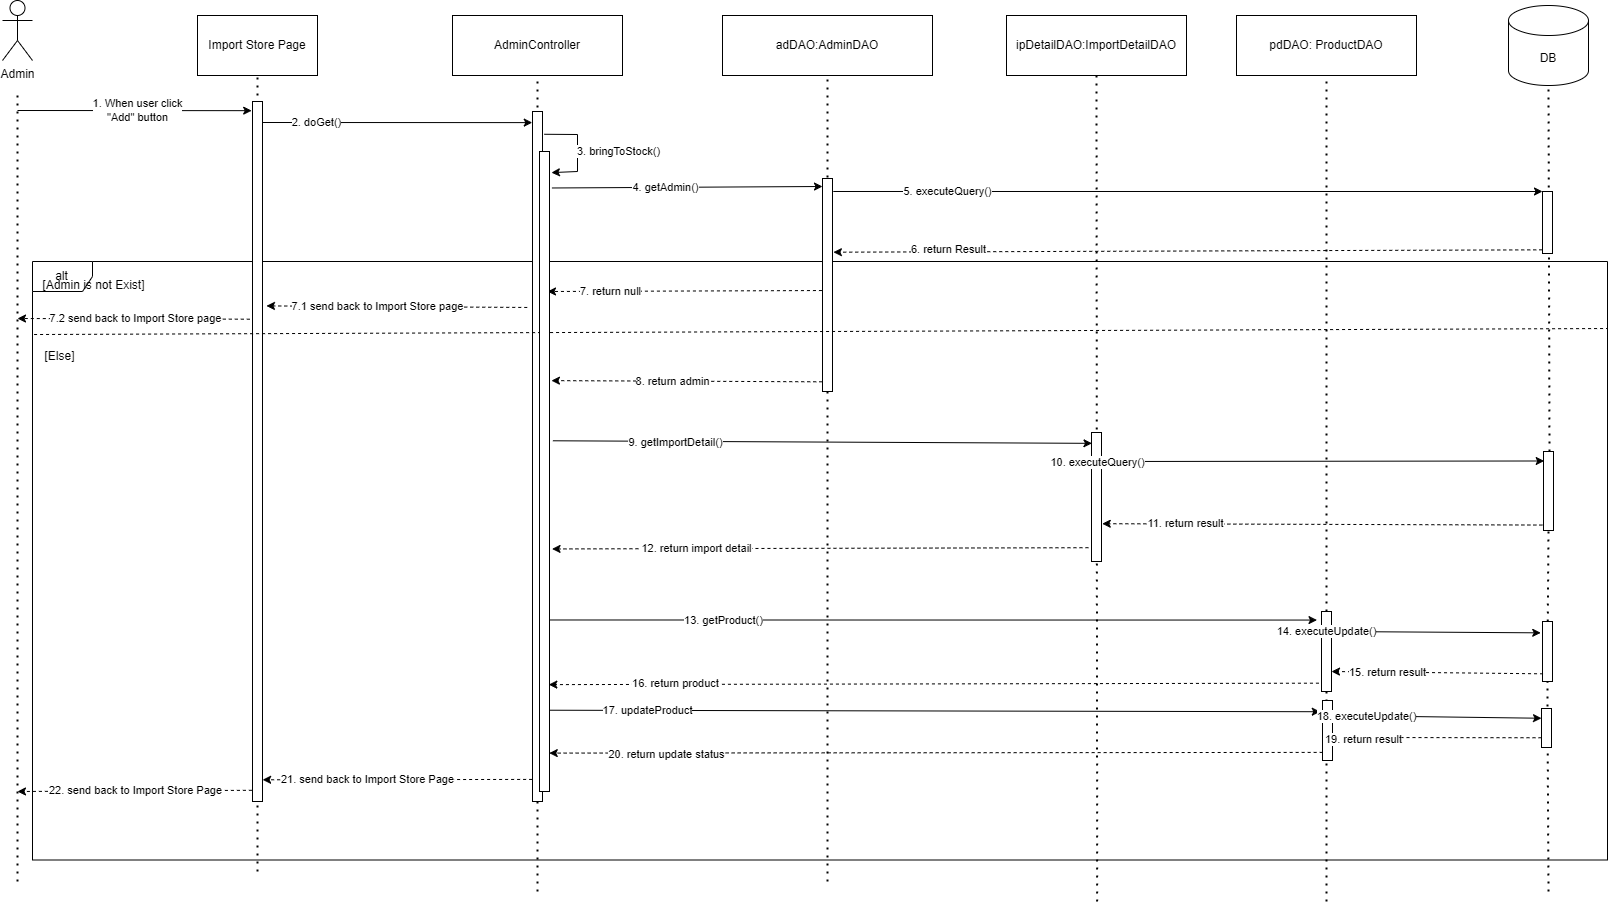 Admin
Import Store Page
AdminController
adDAO:AdminDAO
ipDetailDAO:ImportDetailDAO
pdDAO: ProductDAO
DB
1. When user click
"Add" button
2. doGet()
3. bringToStock()
4. getAdmin()
5. executeQuery()
6. return Result
alt
[Admin is not Exist]
7. return null
7.1 send back to Import Store page
7.2 send back to Import Store page
[Else]
8. return admin
9. getImportDetail()
10. executeQuery()
11. return result
12. return import detail
13. getProduct()
14. executeUpdate()
15. return result
16. return product
17. updateProduct
18. executeUpdate()
19. return result
20. return update status
21. send back to Import Store Page
22. send back to Import Store Page